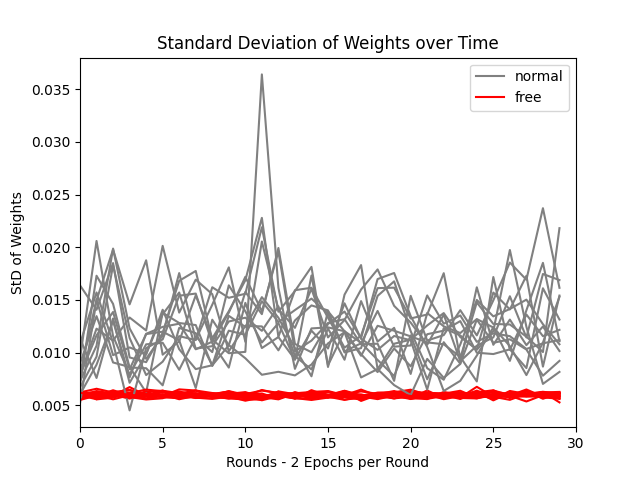 Standard Deviation of Weights over Time
normal
free
0.035
0.030
0.025
0.020
0.015
0.010
0.005
StD of Weights
0 5 10 15 20 25 30
Rounds - 2 Epochs per Round